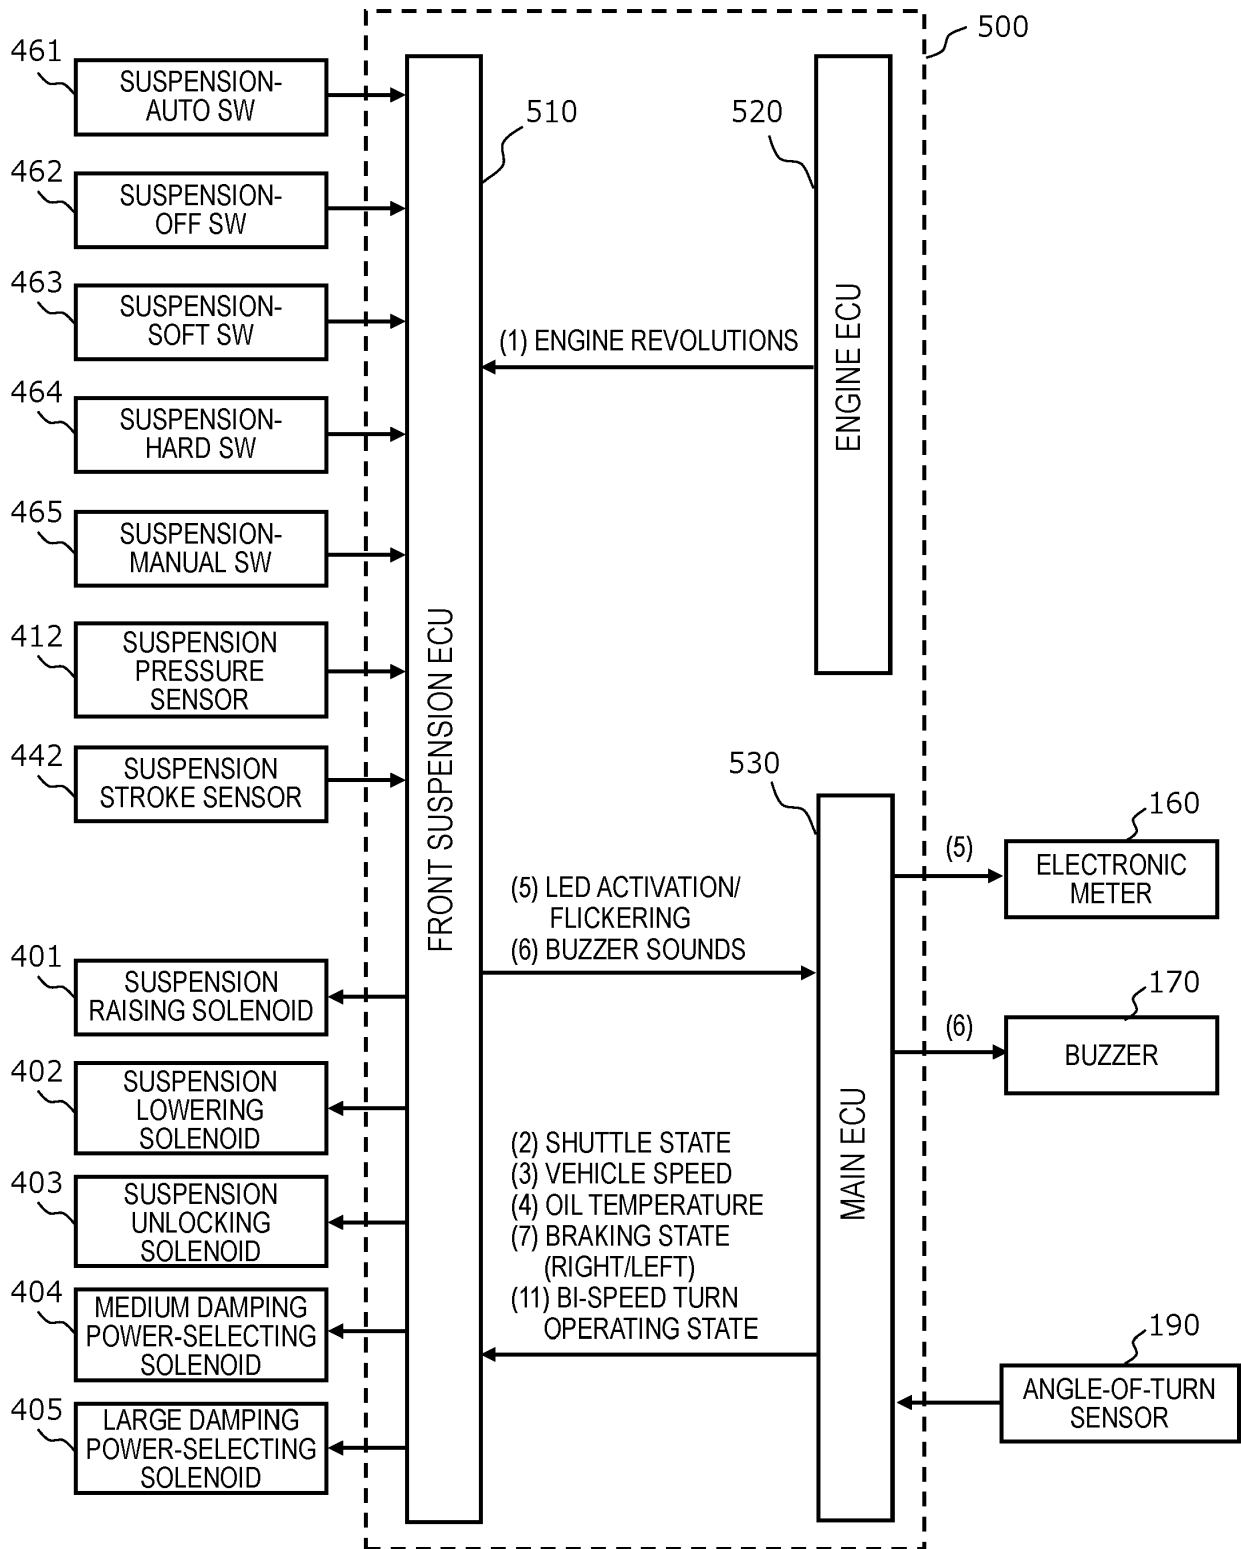 500
461
SUSPENSION-
AUTO SW
510
520
462
SUSPENSION-
OFF SW
463
SUSPENSION-
SOFT SW
(1) ENGINE REVOLUTIONS
ENGINE ECU
464
SUSPENSION-
HARD SW
465
SUSPENSION-
MANUAL SW
412
SUSPENSION
PRESSURE
SENSOR
FRONT SUSPENSION ECU
442
SUSPENSION
STROKE SENSOR
530
160
(5)
ELECTRONIC
METER
(5) LED ACTIVATION/
FLICKERING
(6) BUZZER SOUNDS
401
SUSPENSION
RAISING SOLENOID
170
(6)
BUZZER
402
SUSPENSION
LOWERING
SOLENOID
MAIN ECU
(2) SHUTTLE STATE
(3) VEHICLE SPEED
(4) OIL TEMPERATURE
(7) BRAKING STATE
(RIGHT/LEFT)
(11) BI-SPEED TURN
OPERATING STATE
403
SUSPENSION
UNLOCKING
SOLENOID
404
MEDIUM DAMPING
POWER-SELECTING
SOLENOID
190
ANGLE-OF-TURN
SENSOR
405
LARGE DAMPING
POWER-SELECTING
SOLENOID